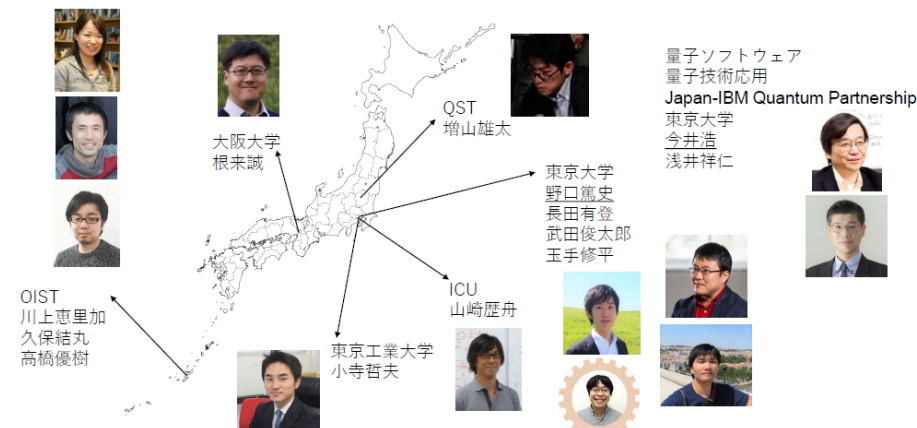 大阪大学
根来誠
QST
増山雄太
量子ソフトウェア
量子技術応用
Japan-IBM Quantum Partnership
東京大学
今井浩
浅井祥仁
東京大学
野口篤史
長田有登
武田俊太郎
玉手修平
OIST
川上恵里加
久保結丸
高橋優樹
東京工業大学
小寺哲夫
ICU
山崎歴舟